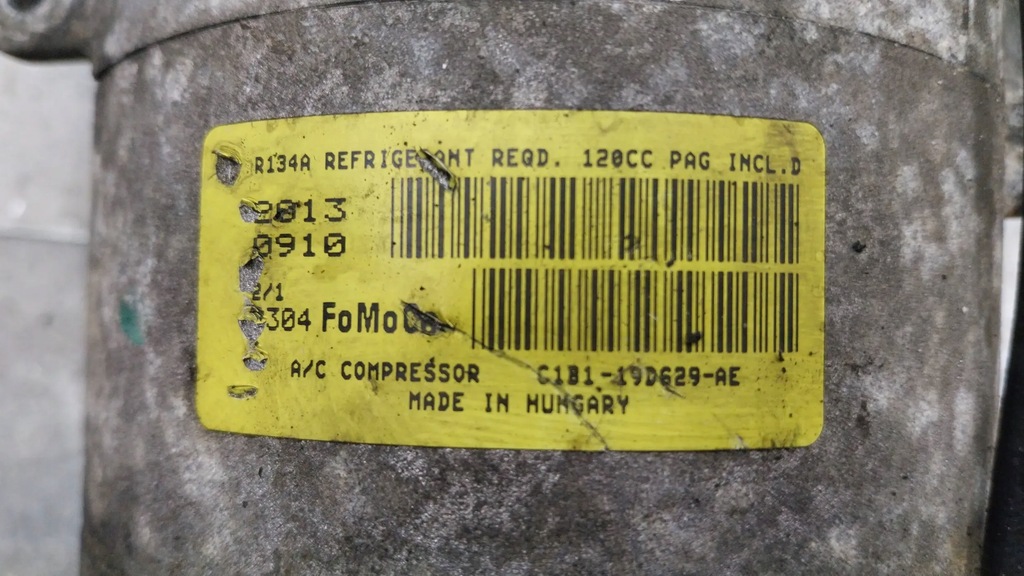 R134A REFRIGERANT REQD. 120CC PAG INCL.D
2013
0910
2/1
304 FoMoCo
A/C COMPRESSOR C1B1-19D629-AE
MADE IN HUNGARY